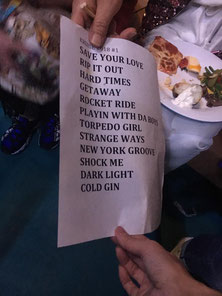 SAVE YOUR LOVE
RIP IT OUT
HARD TIMES
GETAWAY
ROCKET RIDE
PLAYIN WITH DA BOYS
TORPEDO GIRL
STRANGE WAYS
NEW YORK GROOVE
SHOCK ME
DARK LIGHT
COLD GIN